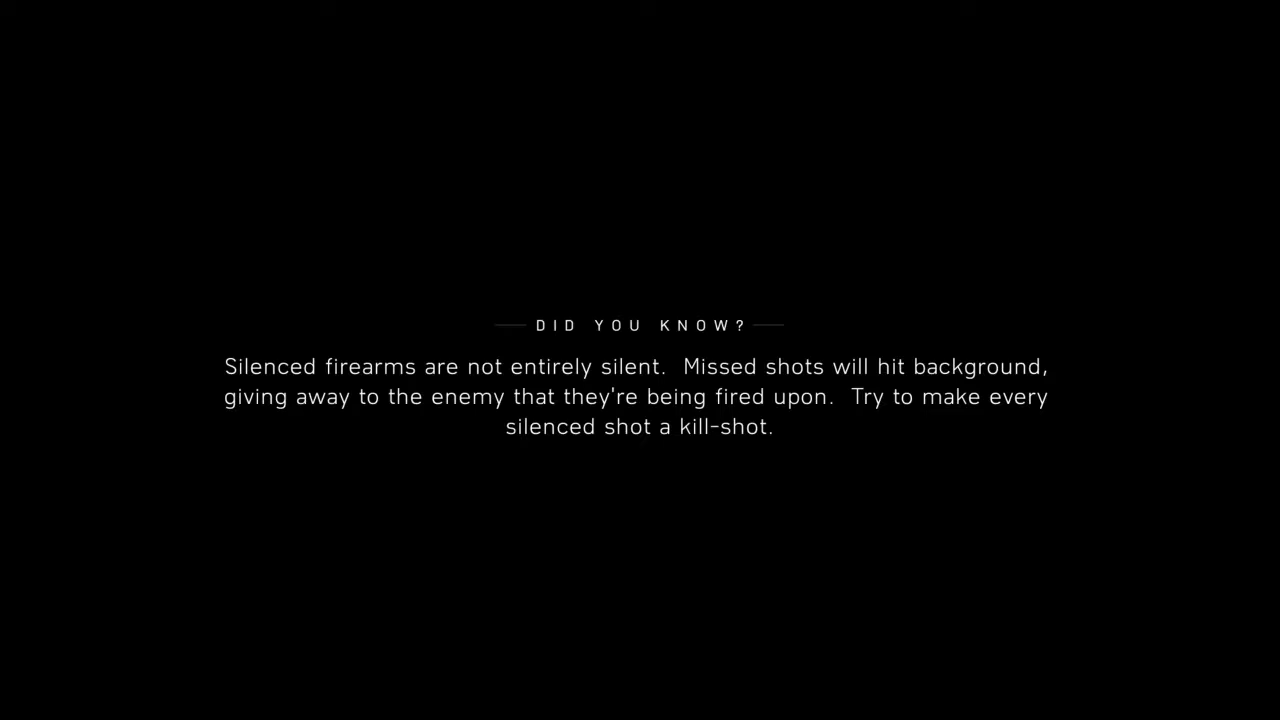 DID YOU KNOW?
Silenced firearms are not entirely silent.  Missed shots will hit background,
giving away to the enemy that they're being fired upon.  Try to make every
silenced shot a kill-shot.